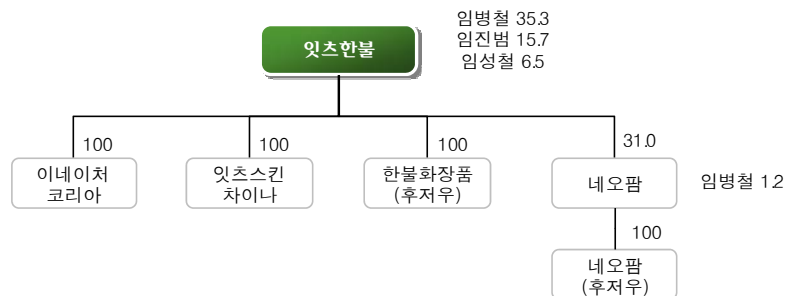 임병철 35.3
임진범 15.7
임성철 6.5
잇츠한불
100
100
100
31.0
이네이처
코리아
잇츠스킨
차이나
한불화장품
(후저우)
네오팜
임병철 1.2
100
네오팜
(후저우)